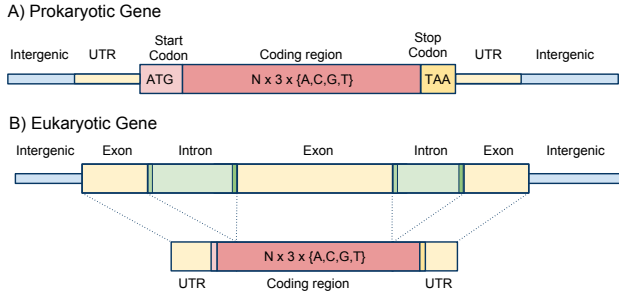 A) Prokaryotic Gene
Intergenic UTR Start Codon Coding region Stop Codon UTR Intergenic
ATG N x 3 x {A,C,G,T} TAA
B) Eukaryotic Gene
Intergenic Exon Intron Exon Intron Exon Intergenic
N x 3 x {A,C,G,T}
UTR Coding region UTR